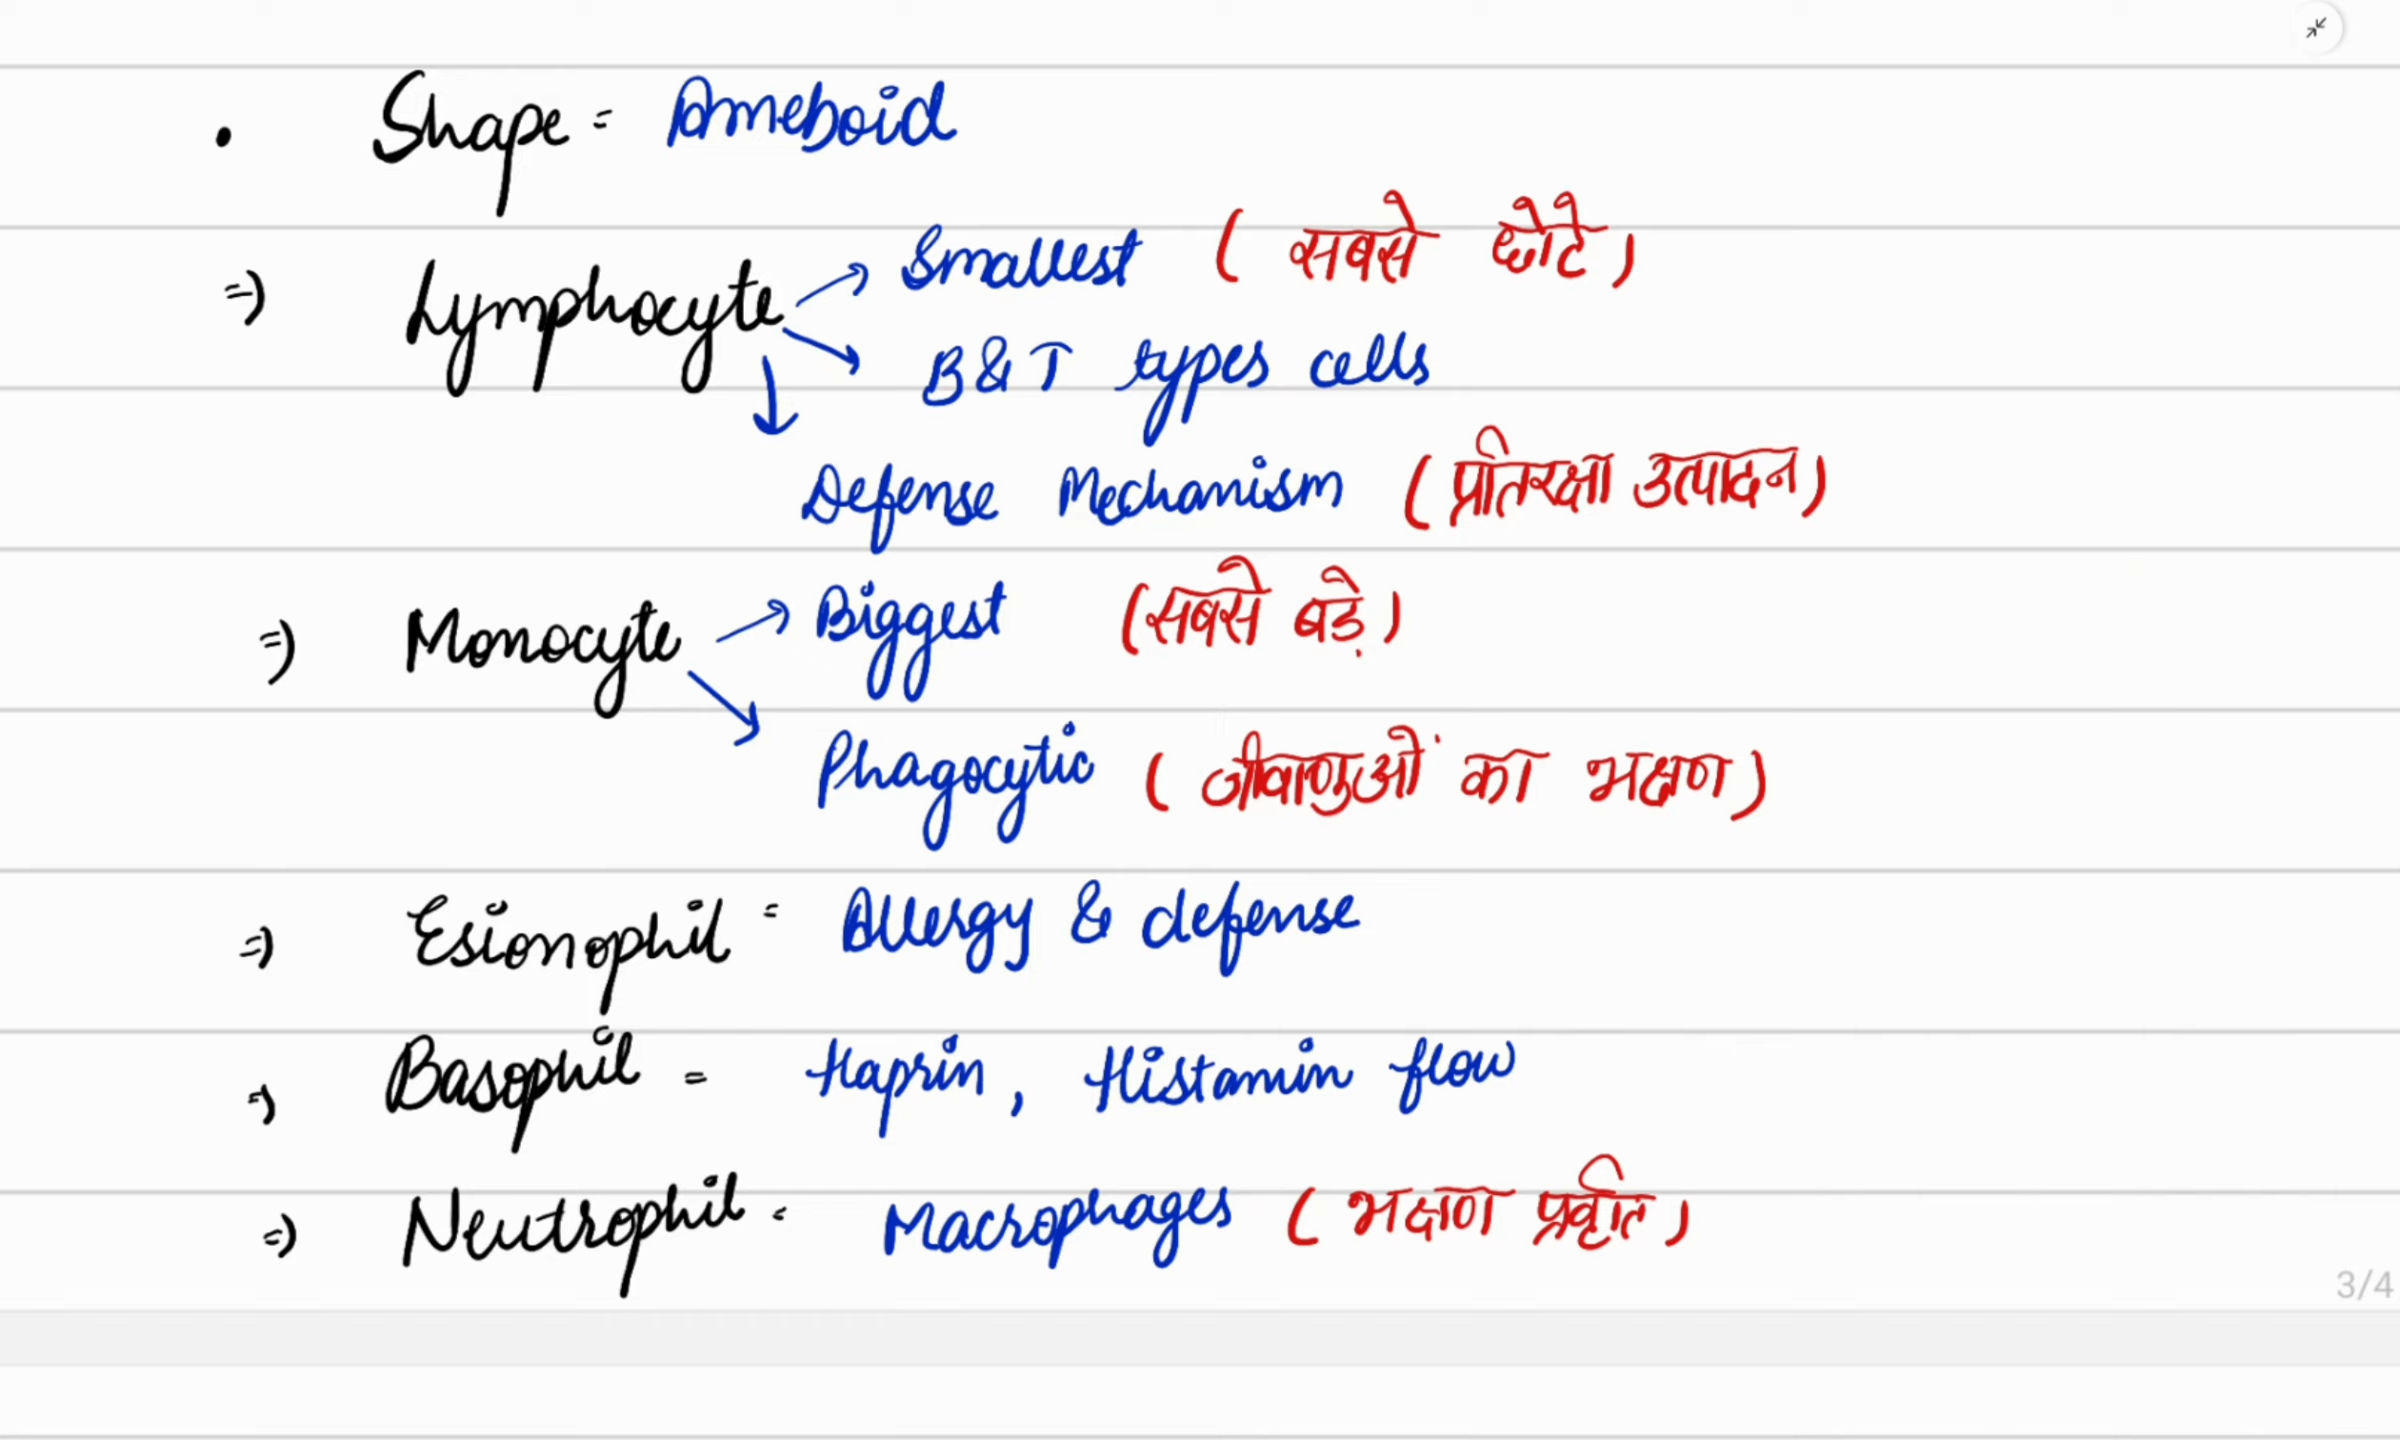 • Shape = Ameboid
=> Lymphocyte → Smallest (सबसे छोटे)
→ B & T types cells
↓ Defense Mechanism (प्रतिरक्षा उत्पादन)
=> Monocyte → Biggest (सबसे बड़े)
→ Phagocytic (जीवाणुओं का भक्षण)
=> Esionophil = Allergy & defense
=> Basophil = Haprin, Histamin flow
=> Neutrophil = Macrophages (भक्षण प्रवृति)
3/4